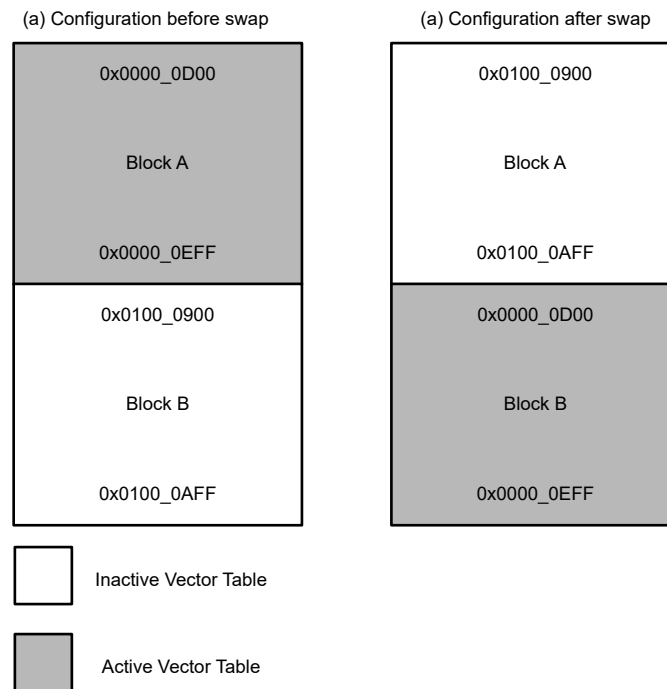 (a) Configuration before swap
0x0000_0D00
Block A
0x0000_0EFF
0x0100_0900
Block B
0x0100_0AFF
(a) Configuration after swap
0x0100_0900
Block A
0x0100_0AFF
0x0000_0D00
Block B
0x0000_0EFF
Inactive Vector Table
Active Vector Table